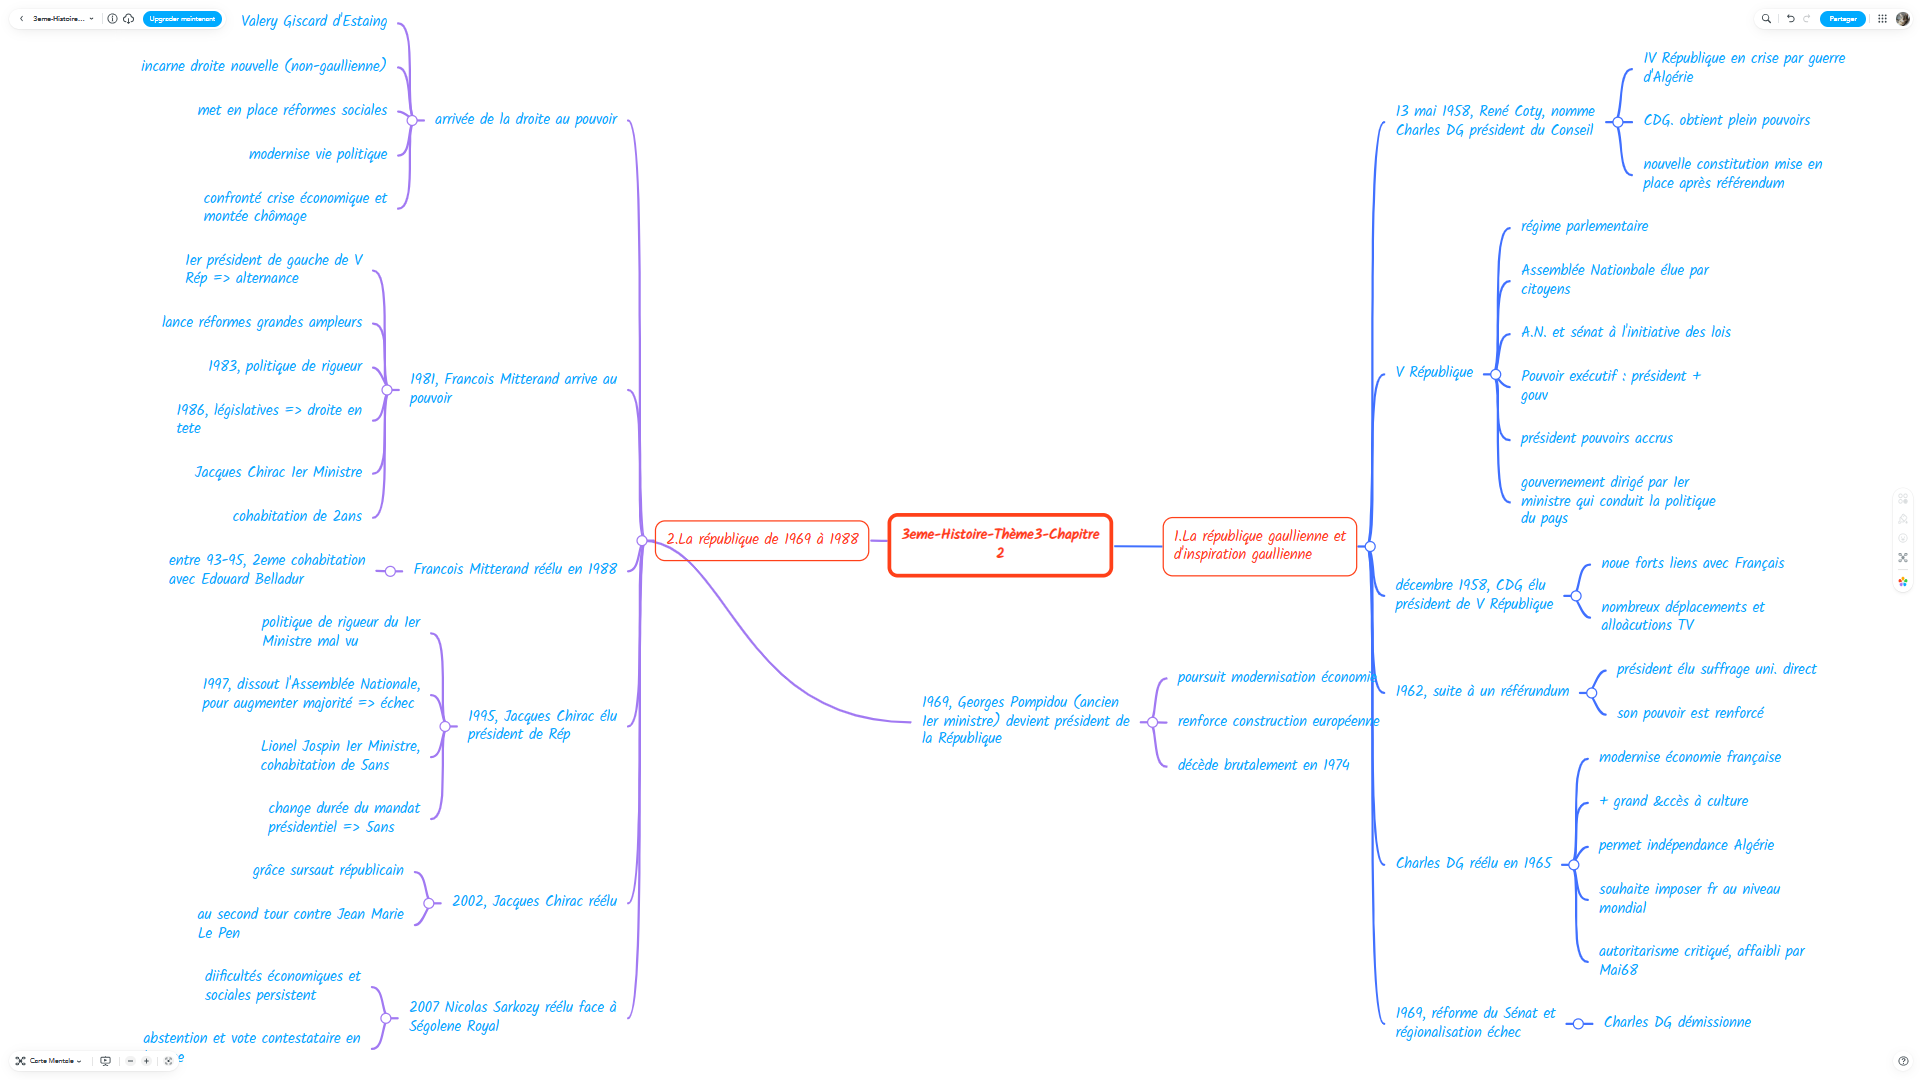 3eme-Histoire...
Upgrader maintenant
Partager
3eme-Histoire-Thème3-Chapitre
2
1.La république gaullienne et
d'inspiration gaullienne
13 mai 1958, René Coty, nomme
Charles DG président du Conseil
IV République en crise par guerre
d'Algérie
CDG. obtient plein pouvoirs
nouvelle constitution mise en
place après référendum
V République
régime parlementaire
Assemblée Nationbale élue par
citoyens
A.N. et sénat à l'initiative des lois
Pouvoir exécutif : président +
gouv
président pouvoirs accrus
gouvernement dirigé par 1er
ministre qui conduit la politique
du pays
décembre 1958, CDG élu
président de V République
noue forts liens avec Français
nombreux déplacements et
alloàcutions TV
1962, suite à un référundum
président élu suffrage uni. direct
son pouvoir est renforcé
Charles DG réélu en 1965
modernise économie française
+ grand &ccès à culture
permet indépendance Algérie
souhaite imposer fr au niveau
mondial
autoritarisme critiqué, affaibli par
Mai68
1969, réforme du Sénat et
régionalisation échec
Charles DG démissionne
2.La république de 1969 à 1988
1969, Georges Pompidou (ancien
1er ministre) devient président de
la République
poursuit modernisation économi
renforce construction européenne
décède brutalement en 1974
arrivée de la droite au pouvoir
Valery Giscard d'Estaing
incarne droite nouvelle (non-gaullienne)
met en place réformes sociales
modernise vie politique
confronté crise économique et
montée chômage
1981, Francois Mitterand arrive au
pouvoir
1er président de gauche de V
Rép => alternance
lance réformes grandes ampleurs
1983, politique de rigueur
1986, législatives => droite en
tete
Jacques Chirac 1er Ministre
cohabitation de 2ans
Francois Mitterand réélu en 1988
entre 93-95, 2eme cohabitation
avec Edouard Belladur
1995, Jacques Chirac élu
président de Rép
politique de rigueur du 1er
Ministre mal vu
1997, dissout l'Assemblée Nationale,
pour augmenter majorité => échec
Lionel Jospin 1er Ministre,
cohabitation de 5ans
change durée du mandat
présidentiel => 5ans
2002, Jacques Chirac réélu
grâce sursaut républicain
au second tour contre Jean Marie
Le Pen
2007 Nicolas Sarkozy réélu face à
Ségolene Royal
diificultés économiques et
sociales persistent
abstention et vote contestataire en
Carte Mentale